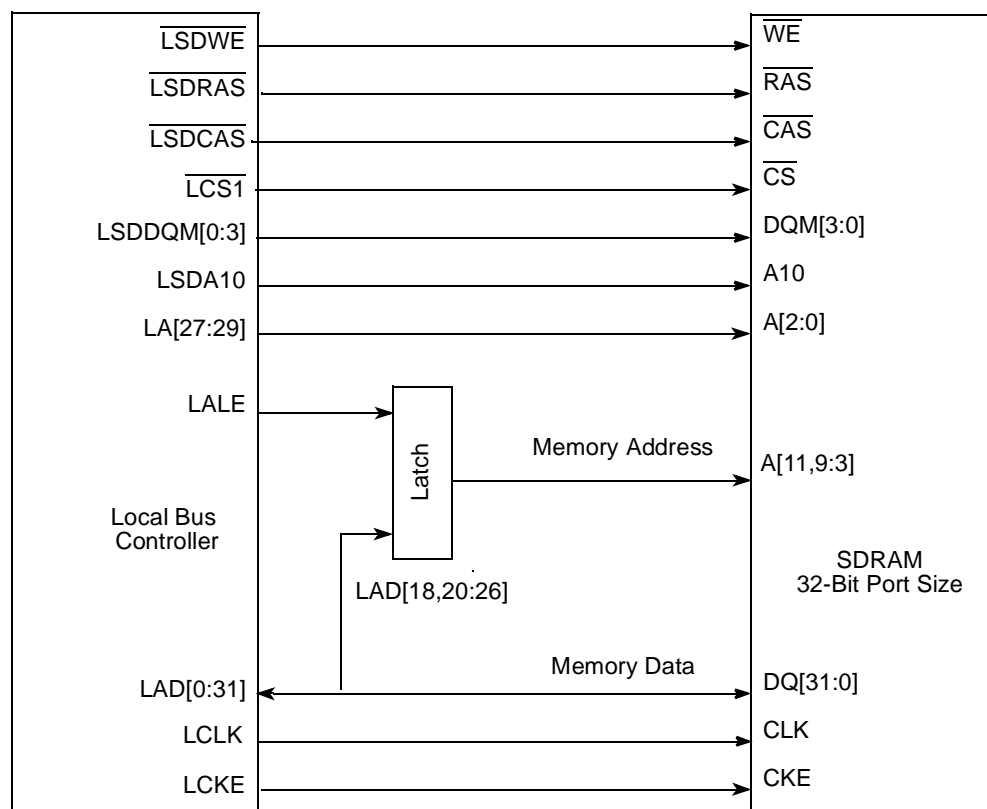 LSDWE
WE
LSDRAS
RAS
LSDCAS
CAS
LCS1
CS
LSDDQM[0:3]
DQM[3:0]
LSDA10
A10
LA[27:29]
A[2:0]
LALE
Latch
Memory Address
A[11,9:3]
Local Bus
Controller
SDRAM
32-Bit Port Size
LAD[18,20:26]
Memory Data
LAD[0:31]
DQ[31:0]
LCLK
CLK
LCKE
CKE